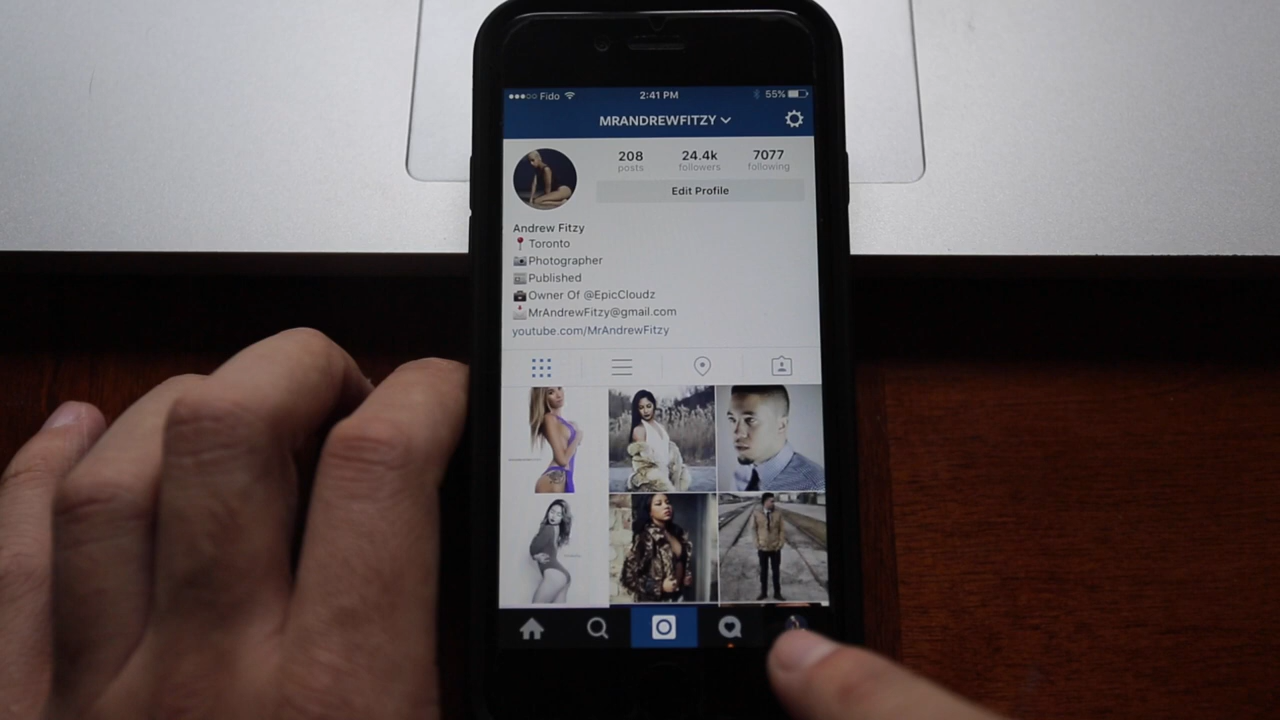 Fido 2:41 PM 55%
MRANDREWFITZY
208 24.4k 7077
posts followers following
Edit Profile
Andrew Fitzy
Toronto
Photographer
Published
Owner Of @EpicCloudz
MrAndrewFitzy@gmail.com
youtube.com/MrAndrewFitzy